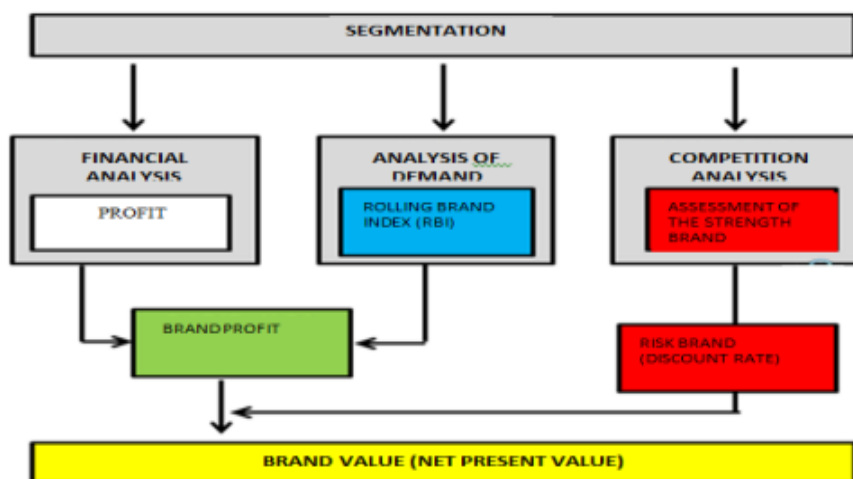 SEGMENTATION
FINANCIAL
ANALYSIS
PROFIT
ANALYSIS OF
DEMAND
ROLLING BRAND
INDEX (RBI)
COMPETITION
ANALYSIS
ASSESSMENT OF
THE STRENGTH
BRAND
BRAND PROFIT
RISK BRAND
(DISCOUNT RATE)
BRAND VALUE (NET PRESENT VALUE)